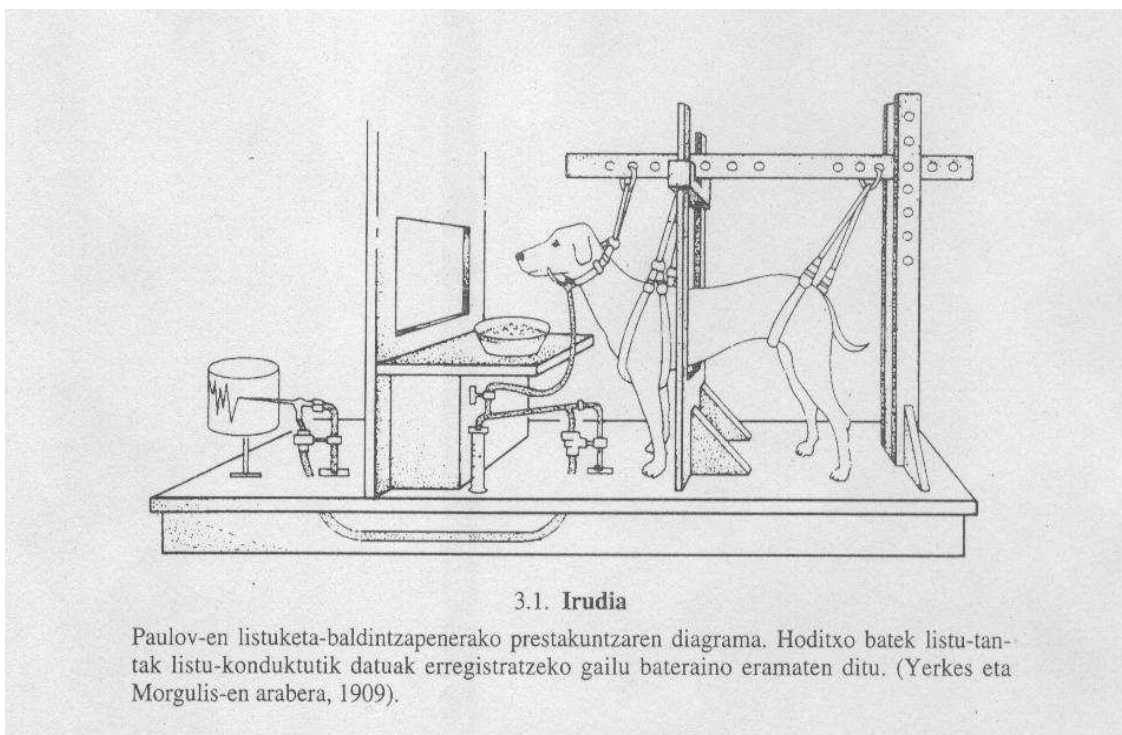 3.1. Irudia
Paulov-en listuketa-baldintzapenerako prestakuntzaren diagrama. Hoditxo batek listu-tan-
tak listu-konduktutik datuak erregistratzeko gailu bateraino eramaten ditu. (Yerkes eta
Morgulis-en arabera, 1909).